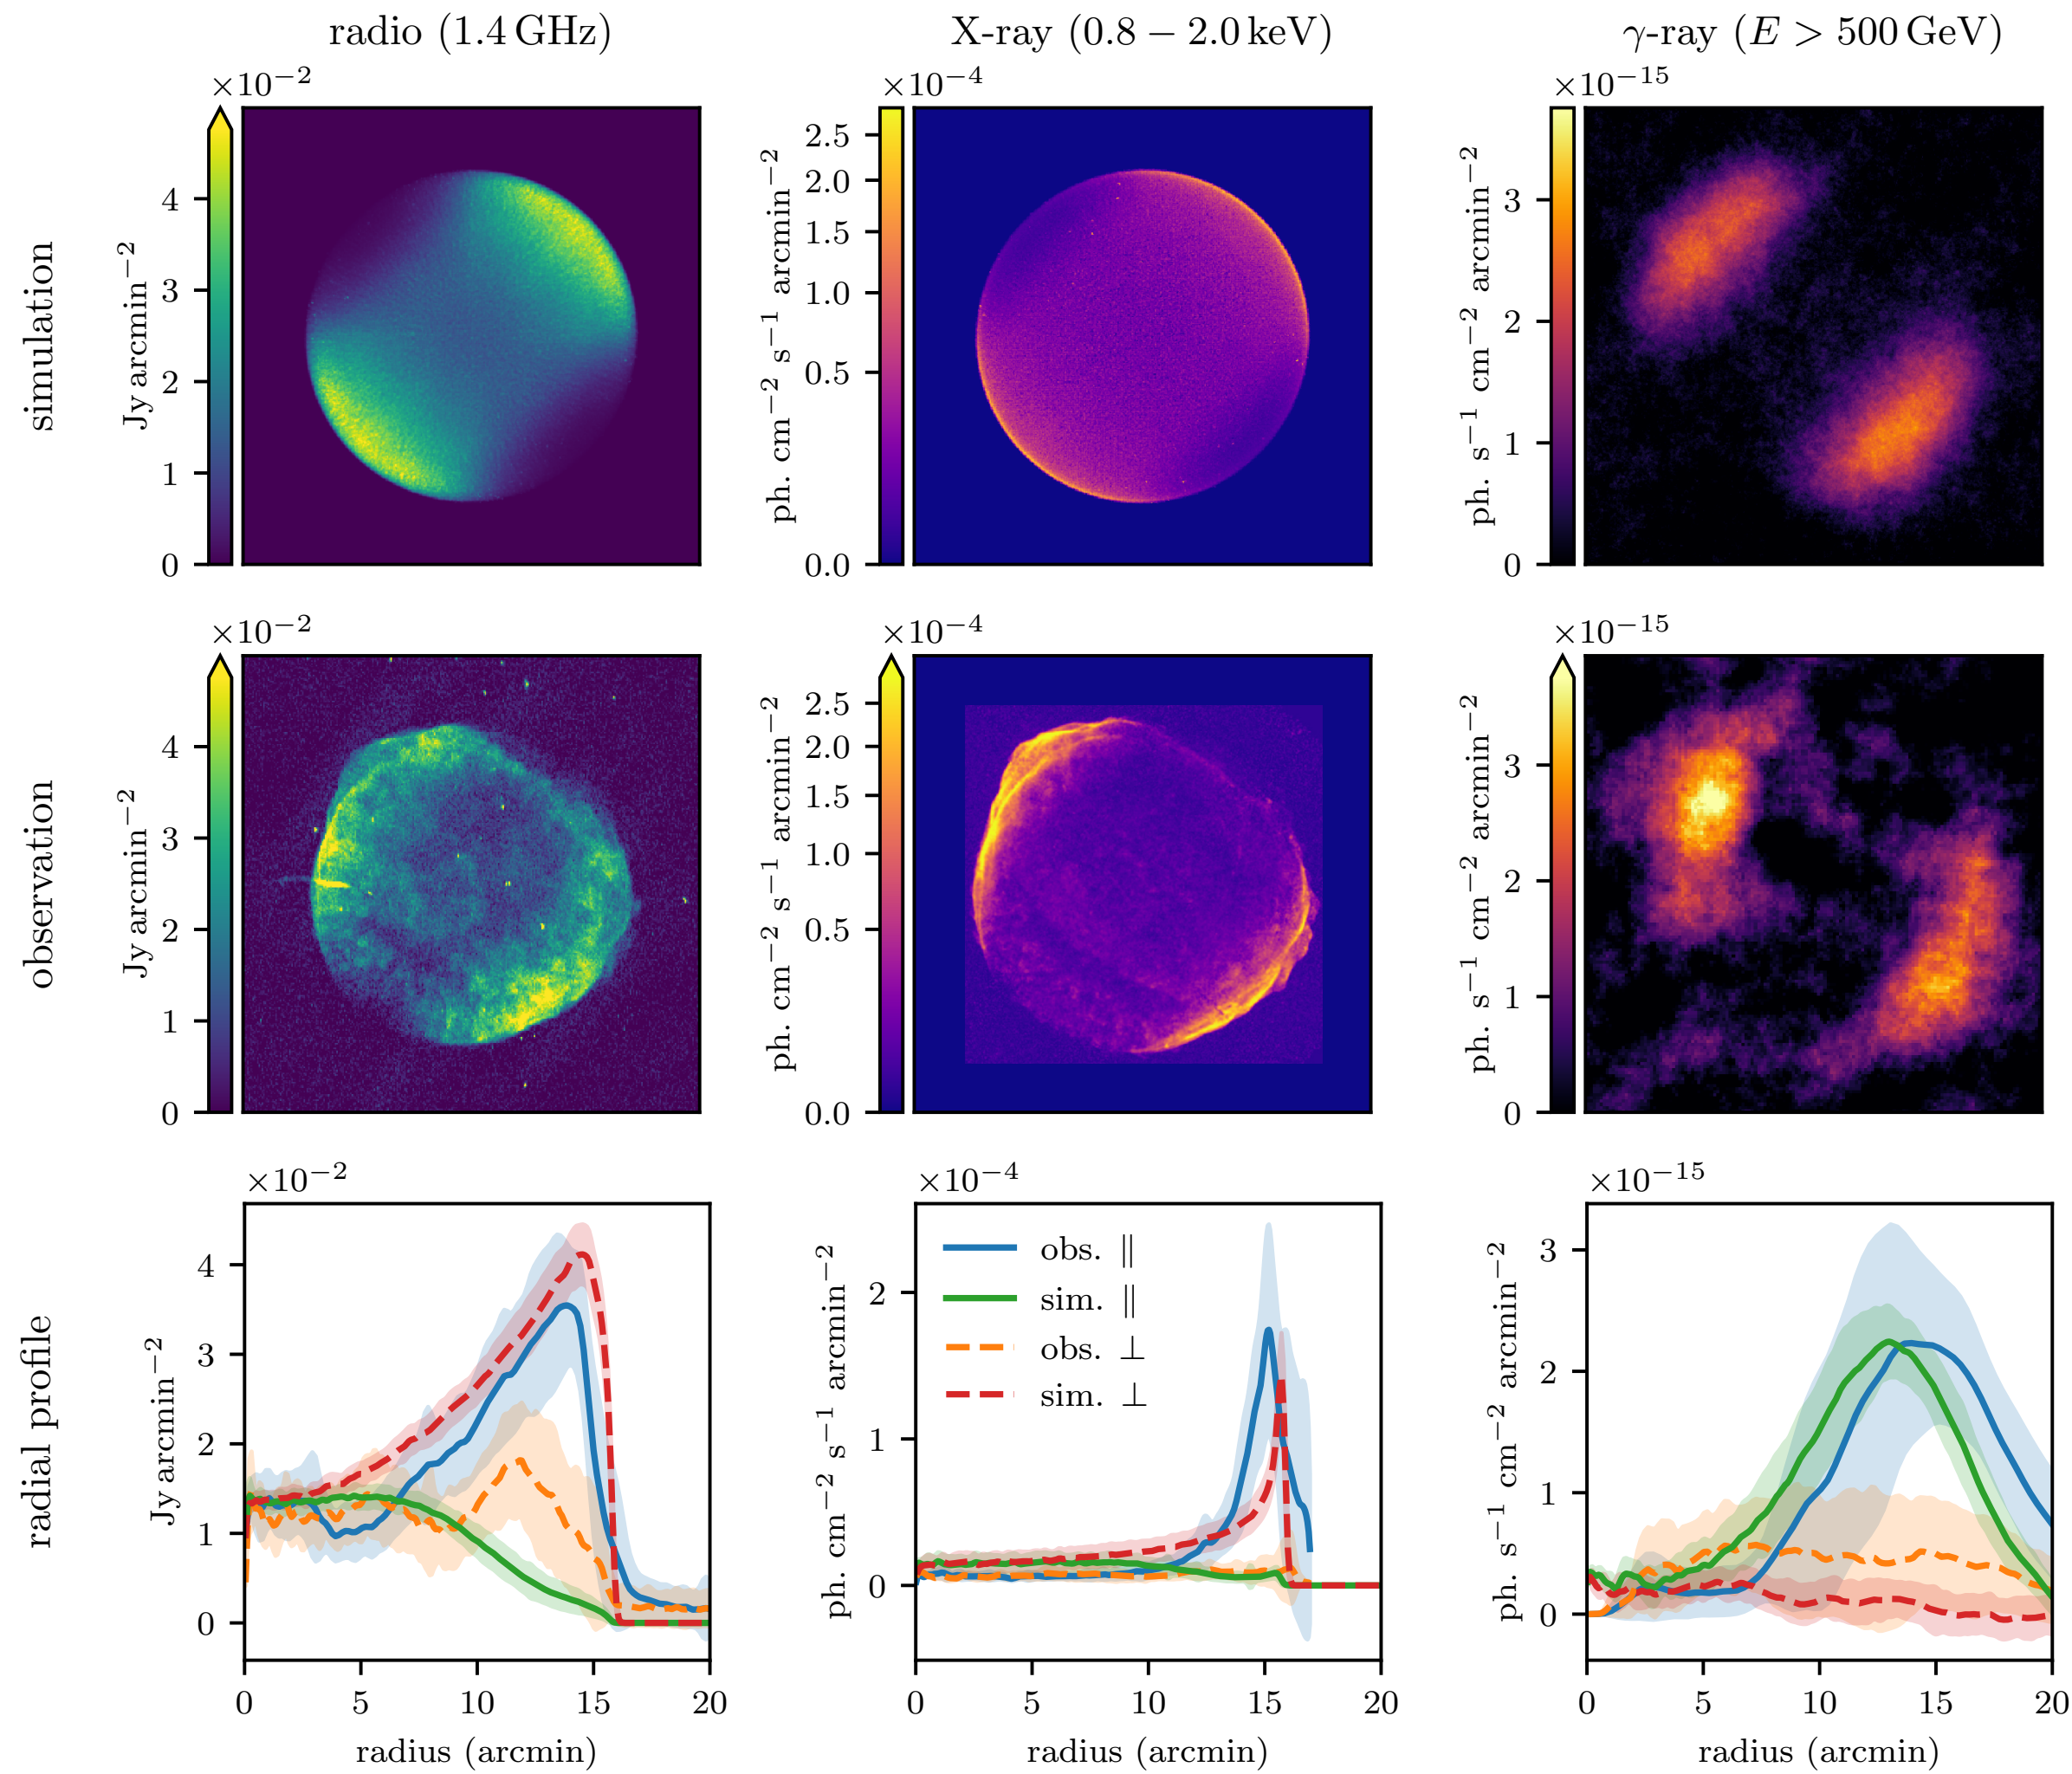 radio (1.4 GHz)
X-ray (0.8 − 2.0 keV)
γ-ray (E > 500 GeV)
×10⁻²
×10⁻⁴
×10⁻¹⁵
simulation
Jy arcmin⁻²
4
3
2
1
0
ph. cm⁻² s⁻¹ arcmin⁻²
2.5
2.0
1.5
1.0
0.5
0.0
ph. s⁻¹ cm⁻² arcmin⁻²
3
2
1
0
×10⁻²
×10⁻⁴
×10⁻¹⁵
observation
Jy arcmin⁻²
4
3
2
1
0
ph. cm⁻² s⁻¹ arcmin⁻²
2.5
2.0
1.5
1.0
0.5
0.0
ph. s⁻¹ cm⁻² arcmin⁻²
3
2
1
0
×10⁻²
×10⁻⁴
×10⁻¹⁵
radial profile
Jy arcmin⁻²
4
3
2
1
0
0 5 10 15 20
radius (arcmin)
ph. cm⁻² s⁻¹ arcmin⁻²
2
1
0
obs. ∥
sim. ∥
obs. ⊥
sim. ⊥
0 5 10 15 20
radius (arcmin)
ph. s⁻¹ cm⁻² arcmin⁻²
3
2
1
0
0 5 10 15 20
radius (arcmin)